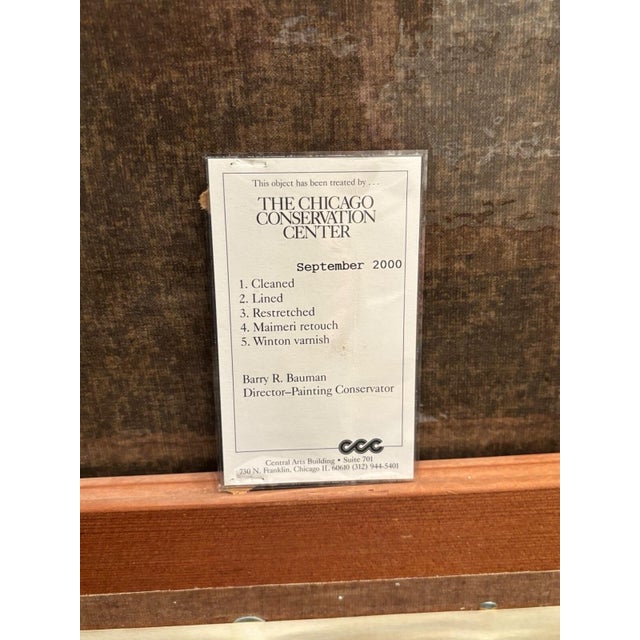 This object has been treated by . . .
THE CHICAGO
CONSERVATION
CENTER
September 2000
1. Cleaned
2. Lined
3. Restretched
4. Maimeri retouch
5. Winton varnish
Barry R. Bauman
Director–Painting Conservator
ccc
Central Arts Building • Suite 701
730 N. Franklin, Chicago IL 60610 (312) 944-5401